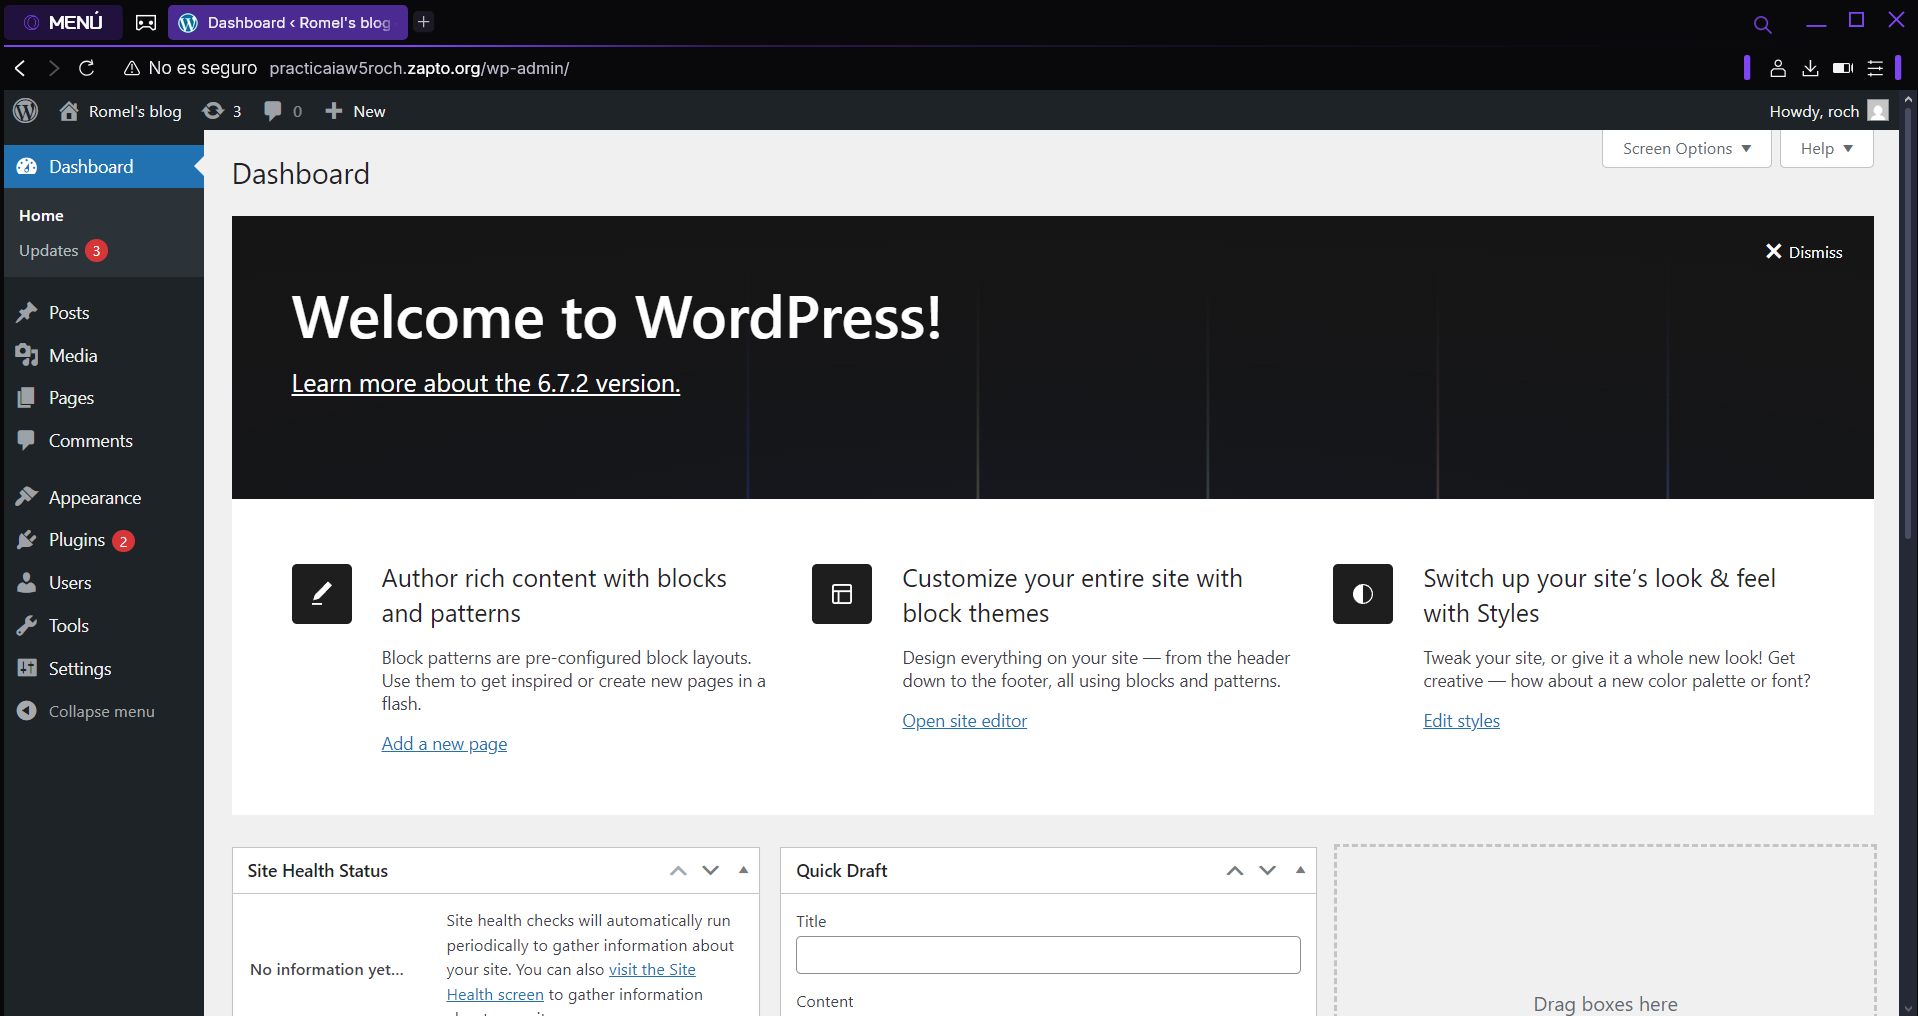 MENÚ
Dashboard ‹ Romel's blog
No es seguro practicaiaw5roch.zapto.org/wp-admin/
Romel's blog 3 0 New
Howdy, roch
Dashboard
Home
Updates 3
Posts
Media
Pages
Comments
Appearance
Plugins 2
Users
Tools
Settings
Collapse menu
Screen Options
Help
Dashboard
Dismiss
Welcome to WordPress!
Learn more about the 6.7.2 version.
Author rich content with blocks
and patterns
Block patterns are pre-configured block layouts.
Use them to get inspired or create new pages in a
flash.
Add a new page
Customize your entire site with
block themes
Design everything on your site — from the header
down to the footer, all using blocks and patterns.
Open site editor
Switch up your site’s look & feel
with Styles
Tweak your site, or give it a whole new look! Get
creative — how about a new color palette or font?
Edit styles
Site Health Status
No information yet...
Site health checks will automatically run
periodically to gather information about
your site. You can also visit the Site
Health screen to gather information
Quick Draft
Title
Content
Drag boxes here